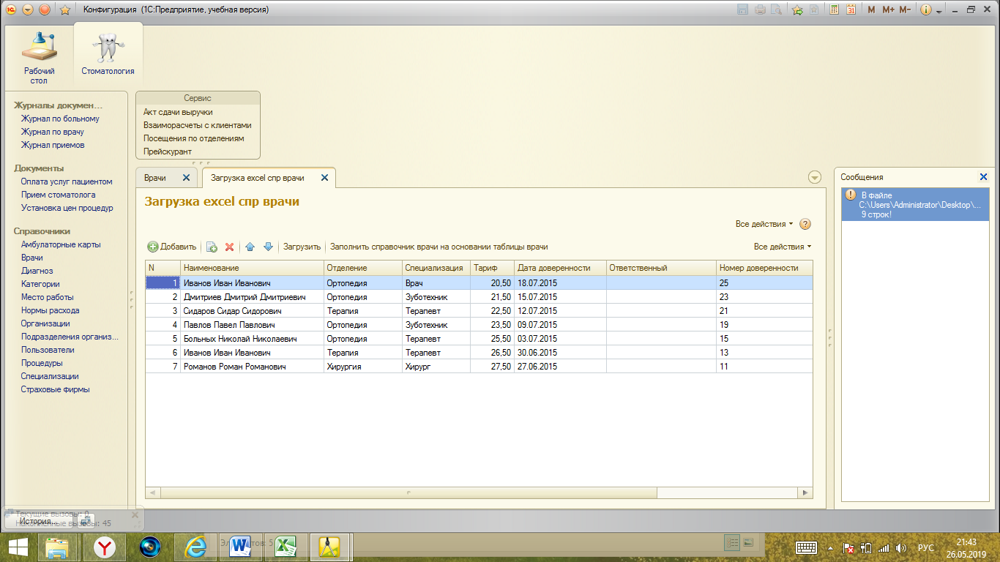 Конфигурация (1С:Предприятие, учебная версия)
M M+ M-
Рабочий
стол
Стоматология
Журналы докумен...
Журнал по больному
Журнал по врачу
Журнал приемов
Документы
Оплата услуг пациентом
Прием стоматолога
Установка цен процедур
Справочники
Амбулаторные карты
Врачи
Диагноз
Категории
Место работы
Нормы расхода
Организации
Подразделения организ...
Пользователи
Процедуры
Специализации
Страховые фирмы
Сервис
Акт сдачи выручки
Взаиморасчеты с клиентами
Посещения по отделениям
Прейскурант
Врачи
Загрузка excel спр врачи
Загрузка excel спр врачи
Все действия
Добавить Загрузить Заполнить справочник врачи на основании таблицы врачи Все действия
N Наименование Отделение Специализация Тариф Дата доверенности Ответственный Номер доверенности
1 Иванов Иван Иванович Ортопедия Врач 20,50 18.07.2015 25
2 Дмитриев Дмитрий Дмитриевич Ортопедия Зуботехник 21,50 15.07.2015 23
3 Сидаров Сидар Сидорович Терапия Терапевт 22,50 12.07.2015 21
4 Павлов Павел Павлович Ортопедия Зуботехник 23,50 09.07.2015 19
5 Больных Николай Николаевич Ортопедия Терапевт 25,50 03.07.2015 15
6 Иванов Иван Иванович Терапия Терапевт 26,50 30.06.2015 13
7 Романов Роман Романович Хирургия Хирург 27,50 27.06.2015 11
Сообщения
В файле
C:\Users\Administrator\Desktop\...
9 строк!
Текущие вызовы: 0
История...
Накопленные вызовы: 45
РУС
21:43
26.05.2019